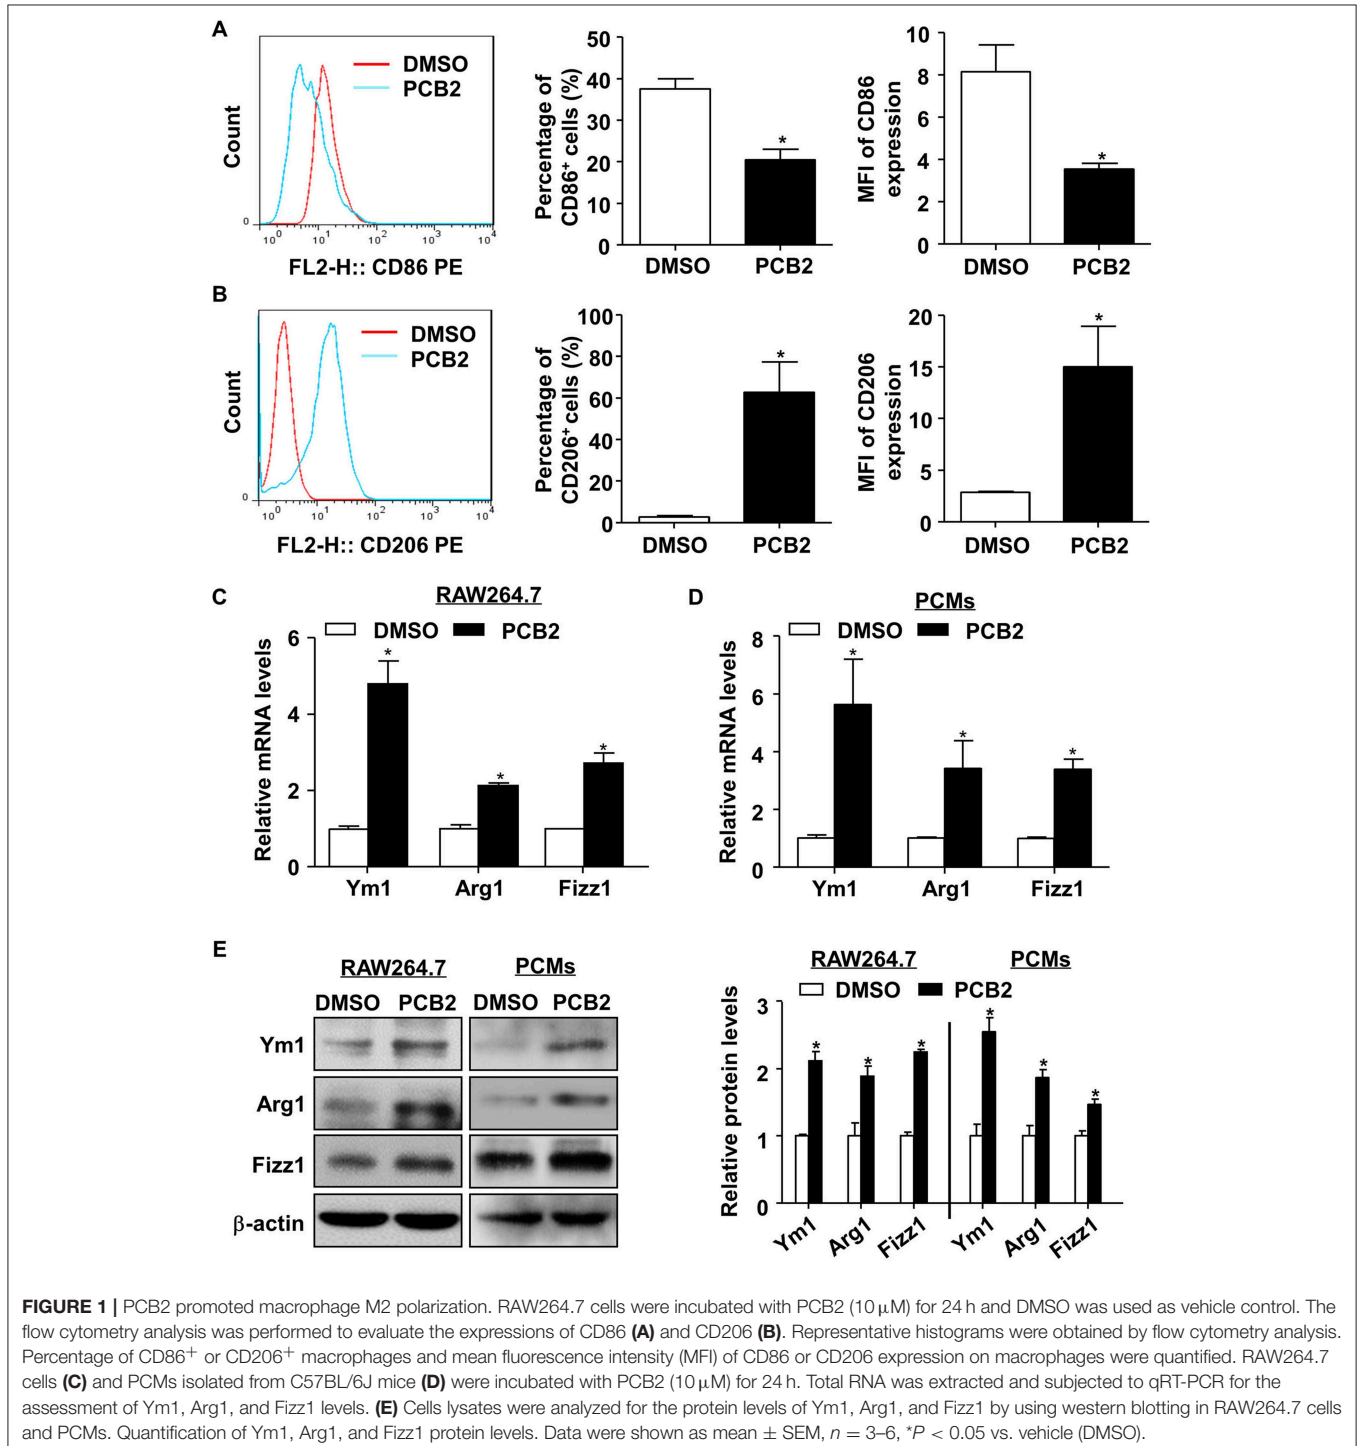 A
DMSO
PCB2
Count
0
10⁰ 10¹ 10² 10³ 10⁴
FL2-H:: CD86 PE
Percentage of
CD86⁺ cells (%)
50
40
30
20
10
0
*
DMSO PCB2
MFI of CD86
expression
10
8
6
4
2
0
*
DMSO PCB2
B
DMSO
PCB2
Count
0
10⁰ 10¹ 10² 10³ 10⁴
FL2-H:: CD206 PE
Percentage of
CD206⁺ cells (%)
100
80
60
40
20
0
*
DMSO PCB2
MFI of CD206
expression
20
15
10
5
0
*
DMSO PCB2
C
RAW264.7
DMSO PCB2
Relative mRNA levels
6
4
2
0
* * *
Ym1 Arg1 Fizz1
D
PCMs
DMSO PCB2
Relative mRNA levels
8
6
4
2
0
* * *
Ym1 Arg1 Fizz1
E
RAW264.7 PCMs
DMSO PCB2 DMSO PCB2
Ym1
Arg1
Fizz1
β-actin
RAW264.7 PCMs
DMSO PCB2
Relative protein levels
3
2
1
0
* * * * * *
Ym1 Arg1 Fizz1 Ym1 Arg1 Fizz1
FIGURE 1 | PCB2 promoted macrophage M2 polarization. RAW264.7 cells were incubated with PCB2 (10 μM) for 24 h and DMSO was used as vehicle control. The
flow cytometry analysis was performed to evaluate the expressions of CD86 (A) and CD206 (B). Representative histograms were obtained by flow cytometry analysis.
Percentage of CD86⁺ or CD206⁺ macrophages and mean fluorescence intensity (MFI) of CD86 or CD206 expression on macrophages were quantified. RAW264.7
cells (C) and PCMs isolated from C57BL/6J mice (D) were incubated with PCB2 (10 μM) for 24 h. Total RNA was extracted and subjected to qRT-PCR for the
assessment of Ym1, Arg1, and Fizz1 levels. (E) Cells lysates were analyzed for the protein levels of Ym1, Arg1, and Fizz1 by using western blotting in RAW264.7 cells
and PCMs. Quantification of Ym1, Arg1, and Fizz1 protein levels. Data were shown as mean ± SEM, n = 3–6, *P < 0.05 vs. vehicle (DMSO).